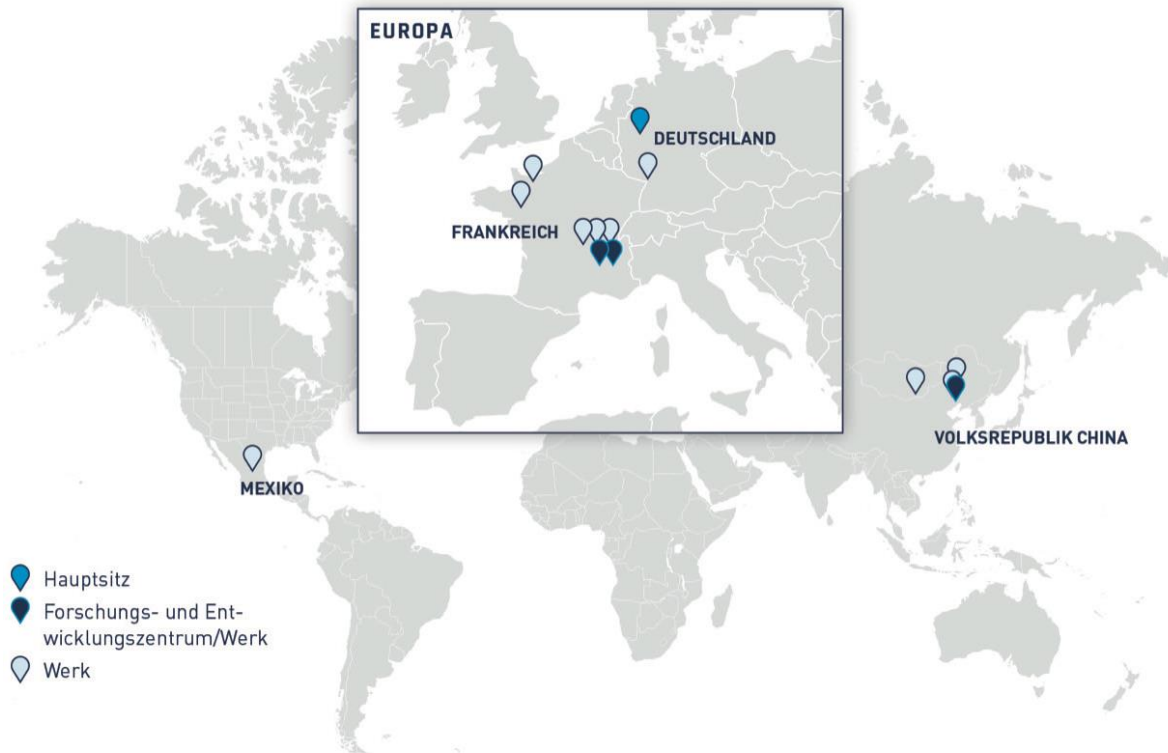 EUROPA
DEUTSCHLAND
FRANKREICH
VOLKSREPUBLIK CHINA
MEXIKO
Hauptsitz
Forschungs- und Ent-
wicklungszentrum/Werk
Werk